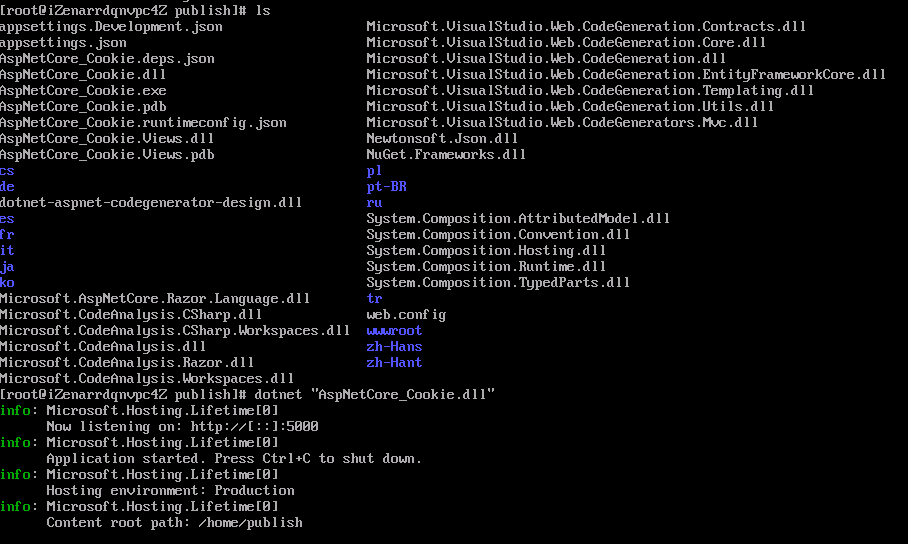 [root@iZenarrdqnvpc4Z publish]# ls
appsettings.Development.json Microsoft.VisualStudio.Web.CodeGeneration.Contracts.dll
appsettings.json Microsoft.VisualStudio.Web.CodeGeneration.Core.dll
AspNetCore_Cookie.deps.json Microsoft.VisualStudio.Web.CodeGeneration.dll
AspNetCore_Cookie.dll Microsoft.VisualStudio.Web.CodeGeneration.EntityFrameworkCore.dll
AspNetCore_Cookie.exe Microsoft.VisualStudio.Web.CodeGeneration.Templating.dll
AspNetCore_Cookie.pdb Microsoft.VisualStudio.Web.CodeGeneration.Utils.dll
AspNetCore_Cookie.runtimeconfig.json Microsoft.VisualStudio.Web.CodeGenerators.Mvc.dll
AspNetCore_Cookie.Views.dll Newtonsoft.Json.dll
AspNetCore_Cookie.Views.pdb NuGet.Frameworks.dll
cs pl
de pt-BR
dotnet-aspnet-codegenerator-design.dll ru
es System.Composition.AttributedModel.dll
fr System.Composition.Convention.dll
it System.Composition.Hosting.dll
ja System.Composition.Runtime.dll
ko System.Composition.TypedParts.dll
Microsoft.AspNetCore.Razor.Language.dll tr
Microsoft.CodeAnalysis.CSharp.dll web.config
Microsoft.CodeAnalysis.CSharp.Workspaces.dll wwwroot
Microsoft.CodeAnalysis.dll zh-Hans
Microsoft.CodeAnalysis.Razor.dll zh-Hant
Microsoft.CodeAnalysis.Workspaces.dll
[root@iZenarrdqnvpc4Z publish]# dotnet "AspNetCore_Cookie.dll"
info: Microsoft.Hosting.Lifetime[0]
Now listening on: http://[::]:5000
info: Microsoft.Hosting.Lifetime[0]
Application started. Press Ctrl+C to shut down.
info: Microsoft.Hosting.Lifetime[0]
Hosting environment: Production
info: Microsoft.Hosting.Lifetime[0]
Content root path: /home/publish